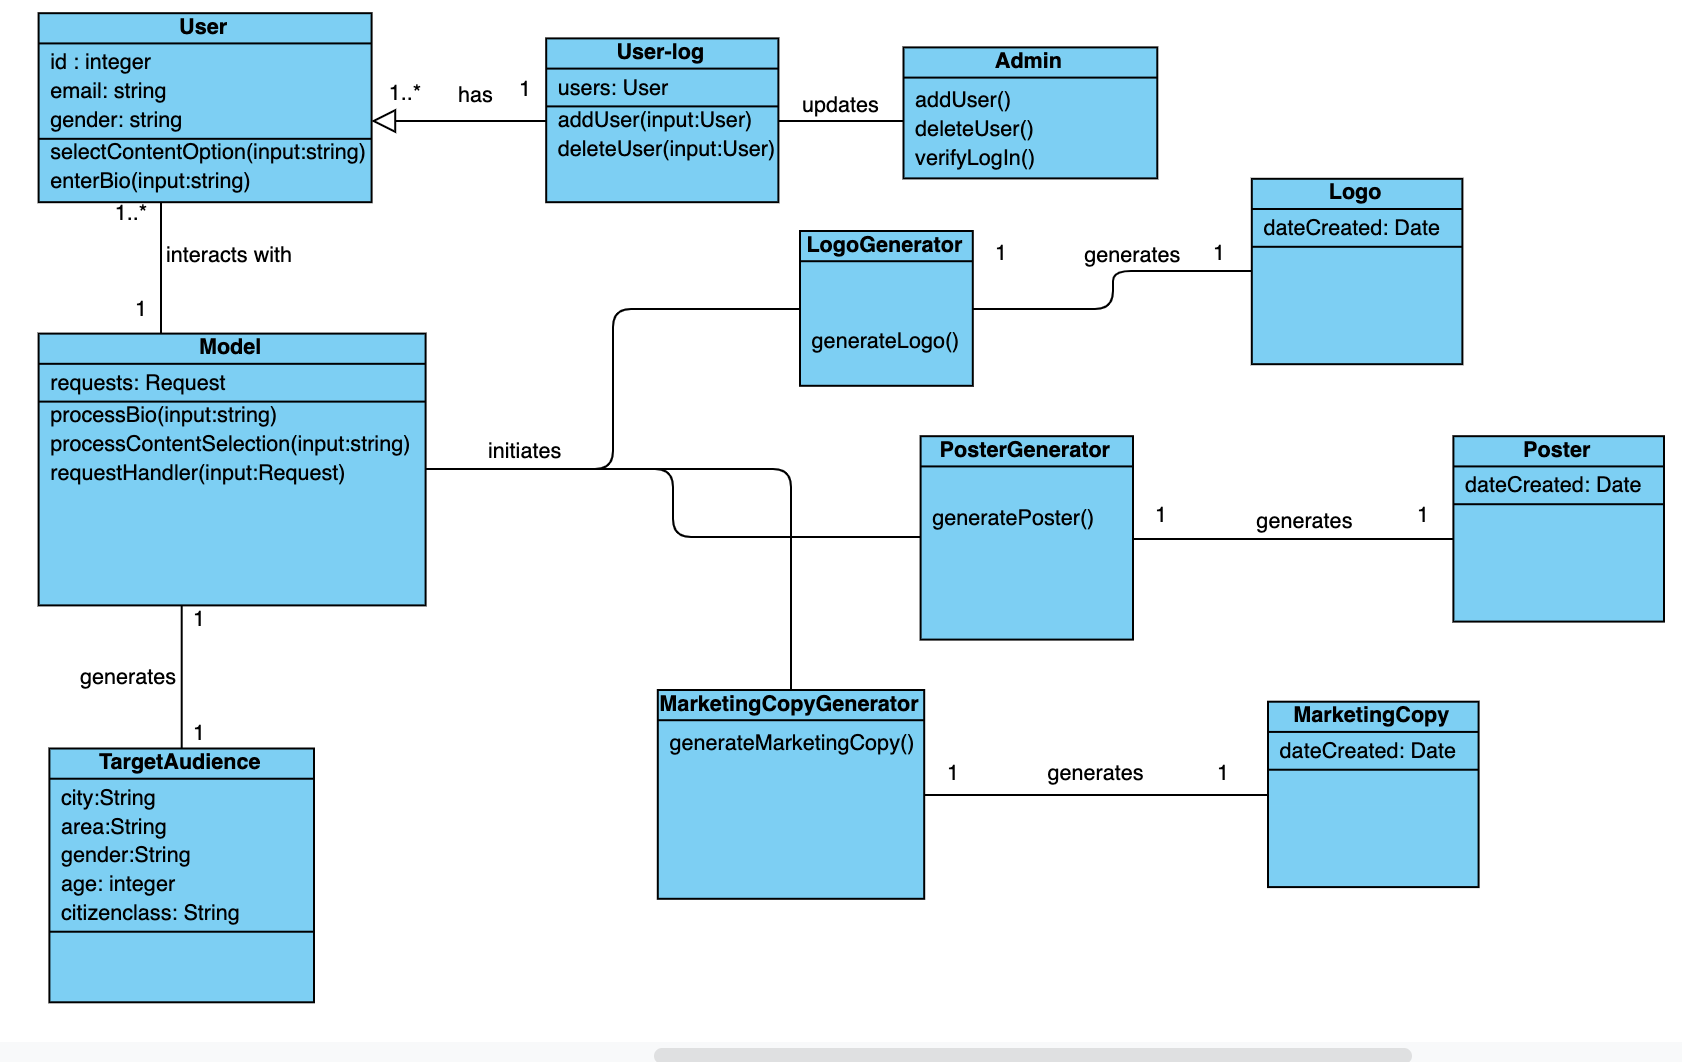 User
id : integer
email: string
gender: string
selectContentOption(input:string)
enterBio(input:string)
1..*
has
1
User-log
users: User
addUser(input:User)
deleteUser(input:User)
updates
Admin
addUser()
deleteUser()
verifyLogIn()
1..*
interacts with
1
Model
requests: Request
processBio(input:string)
processContentSelection(input:string)
requestHandler(input:Request)
initiates
LogoGenerator
generateLogo()
1
generates
1
Logo
dateCreated: Date
PosterGenerator
generatePoster()
1
generates
1
Poster
dateCreated: Date
1
generates
1
TargetAudience
city:String
area:String
gender:String
age: integer
citizenclass: String
MarketingCopyGenerator
generateMarketingCopy()
1
generates
1
MarketingCopy
dateCreated: Date